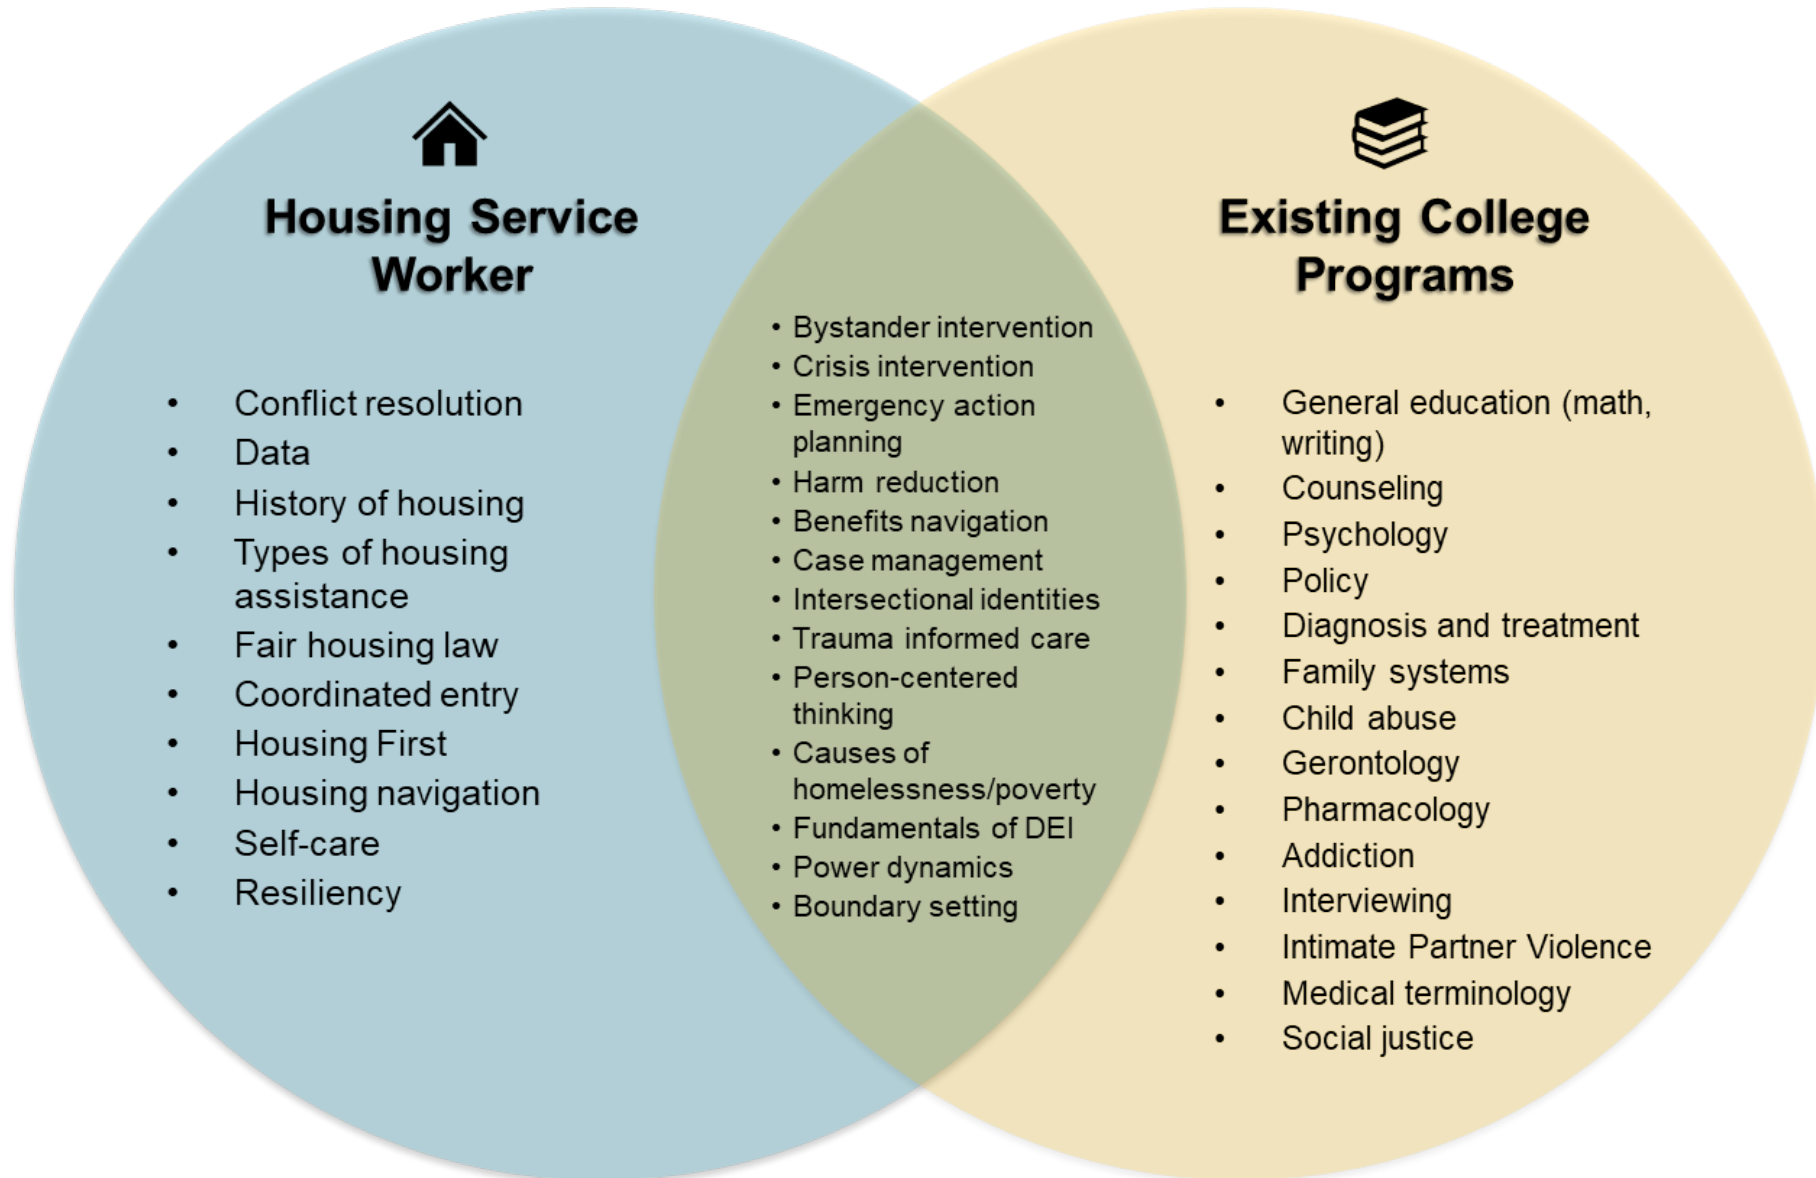 Housing Service
Worker
• Conflict resolution
• Data
• History of housing
• Types of housing
assistance
• Fair housing law
• Coordinated entry
• Housing First
• Housing navigation
• Self-care
• Resiliency
• Bystander intervention
• Crisis intervention
• Emergency action
planning
• Harm reduction
• Benefits navigation
• Case management
• Intersectional identities
• Trauma informed care
• Person-centered
thinking
• Causes of
homelessness/poverty
• Fundamentals of DEI
• Power dynamics
• Boundary setting
Existing College
Programs
• General education (math,
writing)
• Counseling
• Psychology
• Policy
• Diagnosis and treatment
• Family systems
• Child abuse
• Gerontology
• Pharmacology
• Addiction
• Interviewing
• Intimate Partner Violence
• Medical terminology
• Social justice